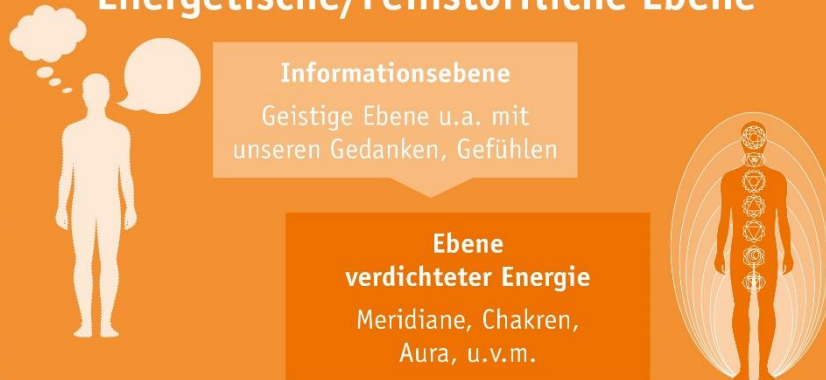 Energetische/Feinstoffliche Ebene
Informationsebene
Geistige Ebene u.a. mit
unseren Gedanken, Gefühlen
Ebene
verdichteter Energie
Meridiane, Chakren,
Aura, u.v.m.